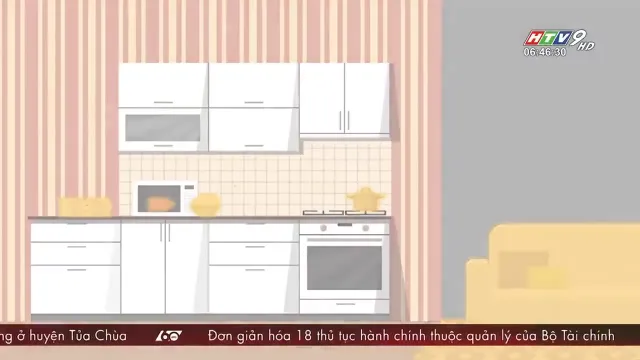 HTV9 HD
06:46:30
ng ở huyện Tủa Chùa 60 Đơn giản hóa 18 thủ tục hành chính thuộc quản lý của Bộ Tài chính